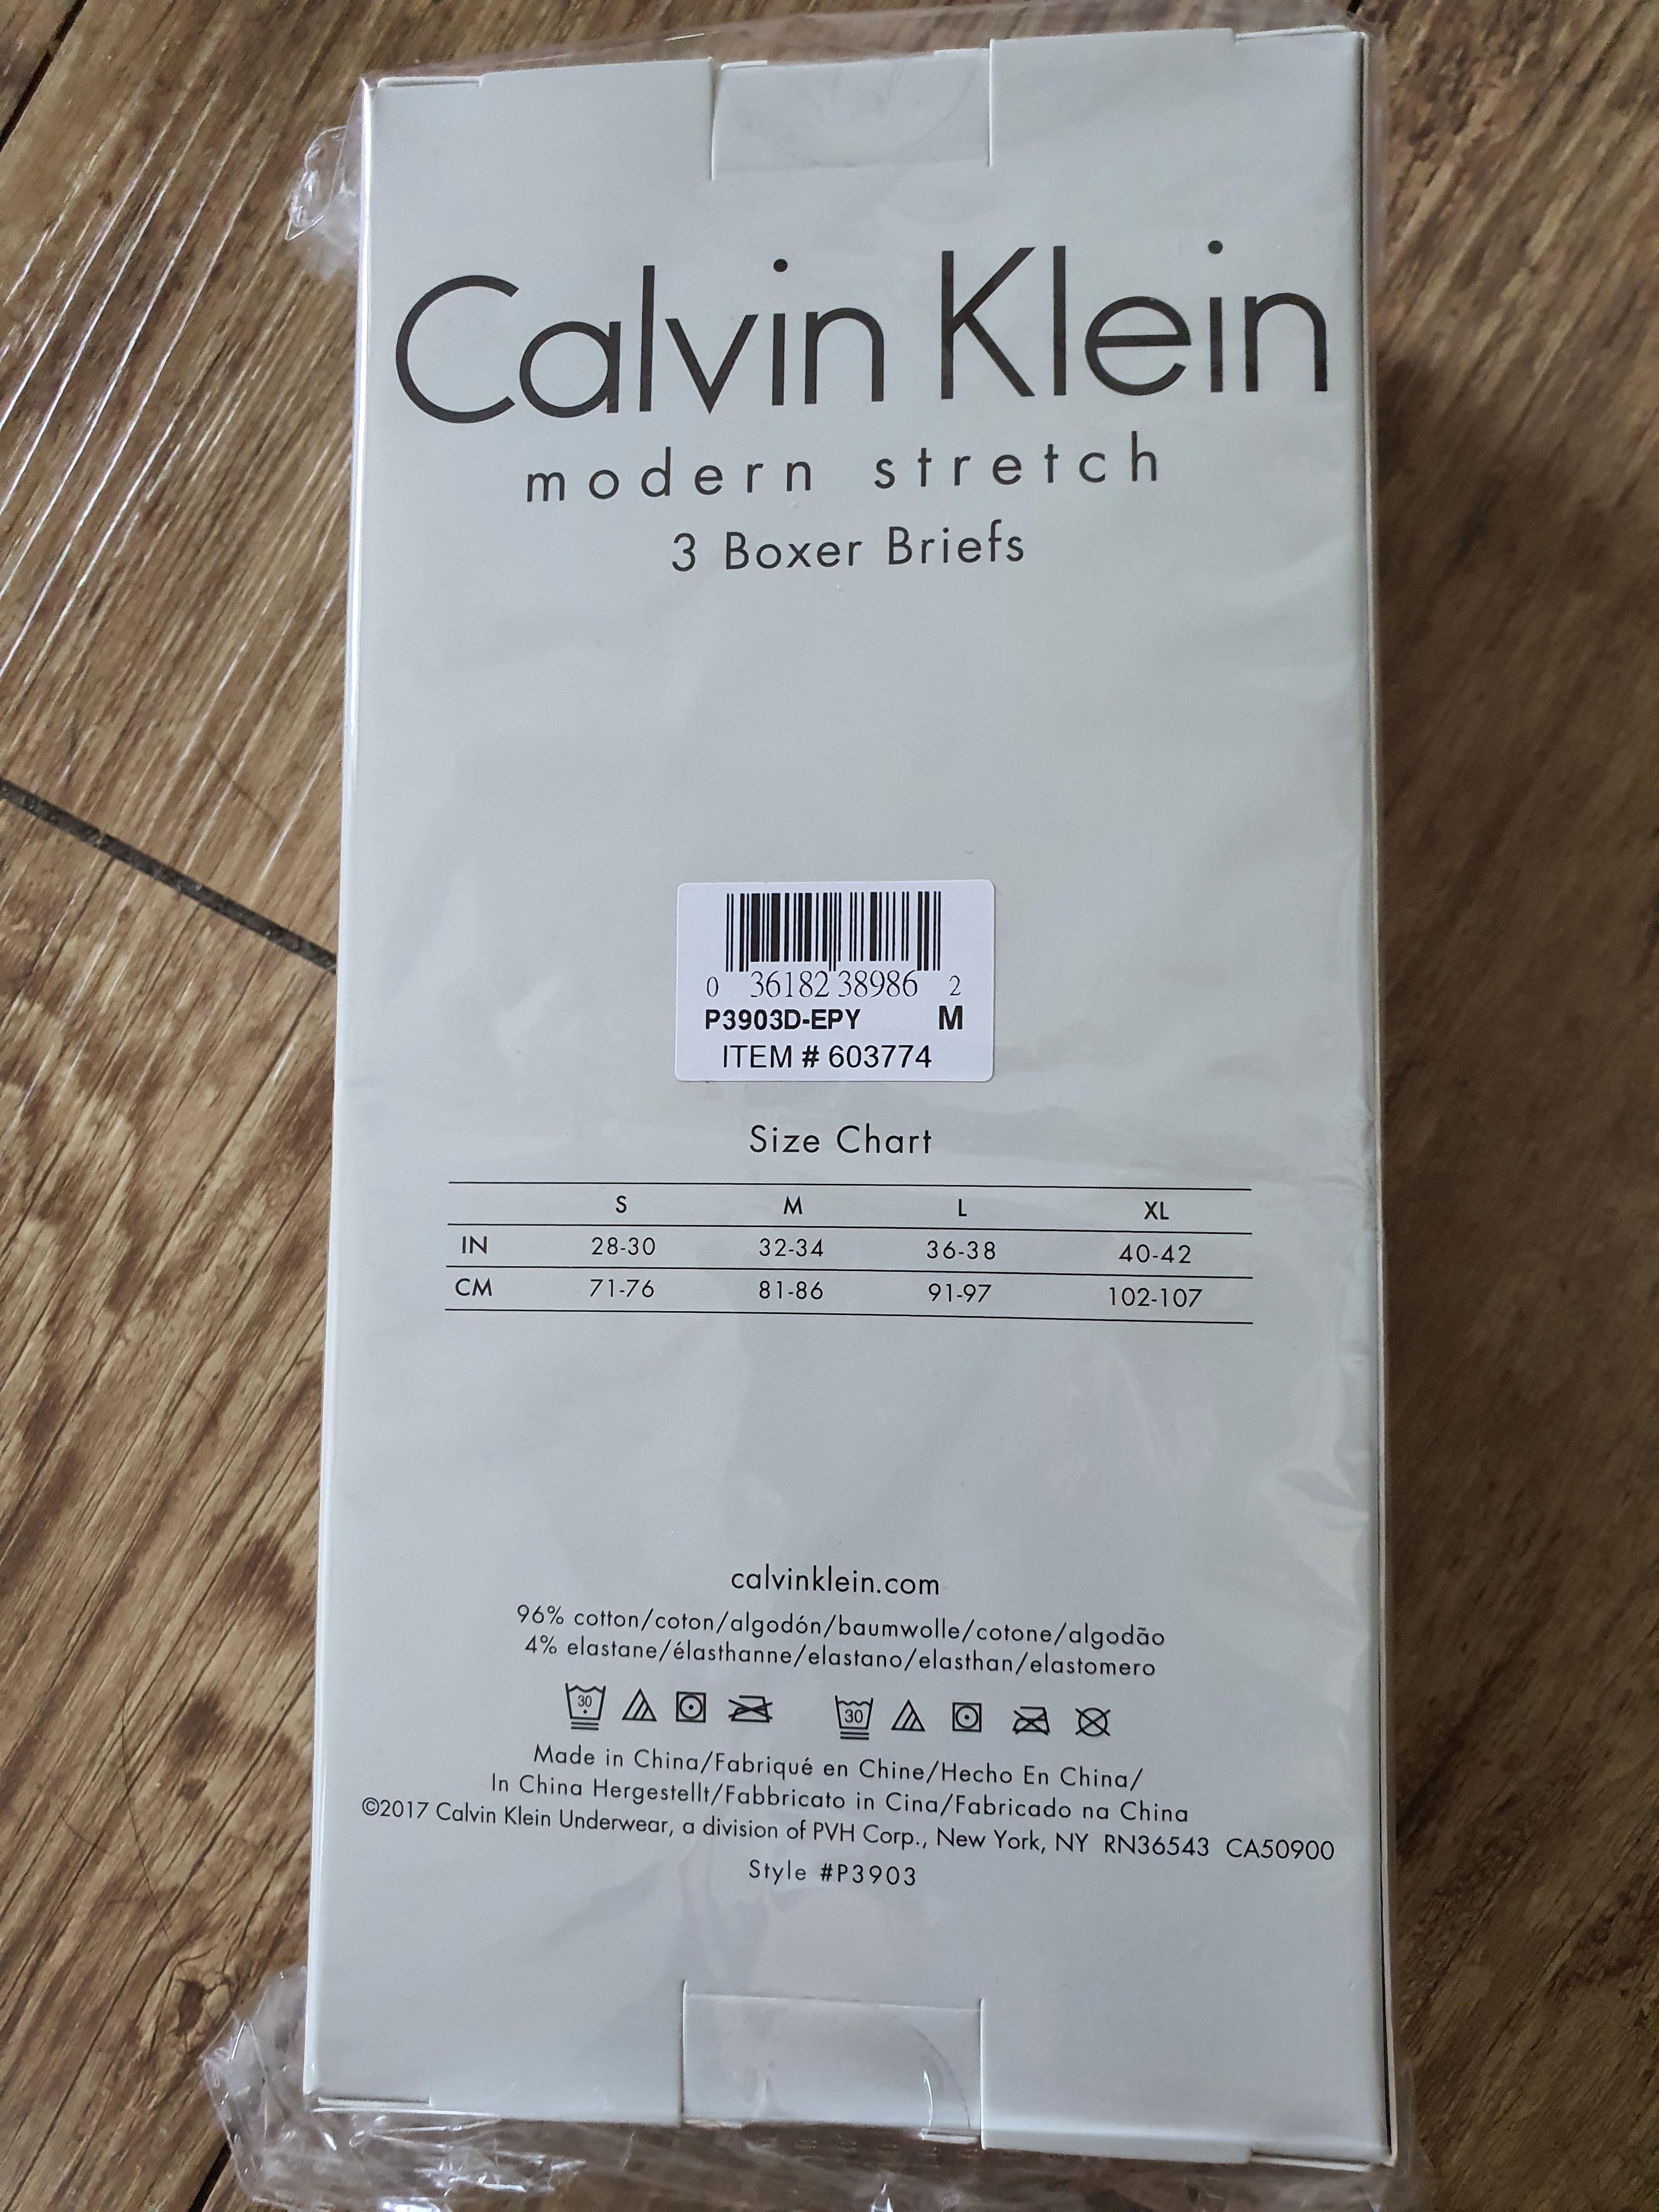 Calvin Klein
modern stretch
3 Boxer Briefs
0 36182 38986 2
P3903D-EPY M
ITEM # 603774
Size Chart
S M L XL
IN 28-30 32-34 36-38 40-42
CM 71-76 81-86 91-97 102-107
calvinklein.com
96% cotton/coton/algodón/baumwolle/cotone/algodão
4% elastane/élasthanne/elastano/elasthan/elastomero
30 30
Made in China/Fabriqué en Chine/Hecho En China/
In China Hergestellt/Fabbricato in Cina/Fabricado na China
©2017 Calvin Klein Underwear, a division of PVH Corp., New York, NY RN36543 CA50900
Style #P3903